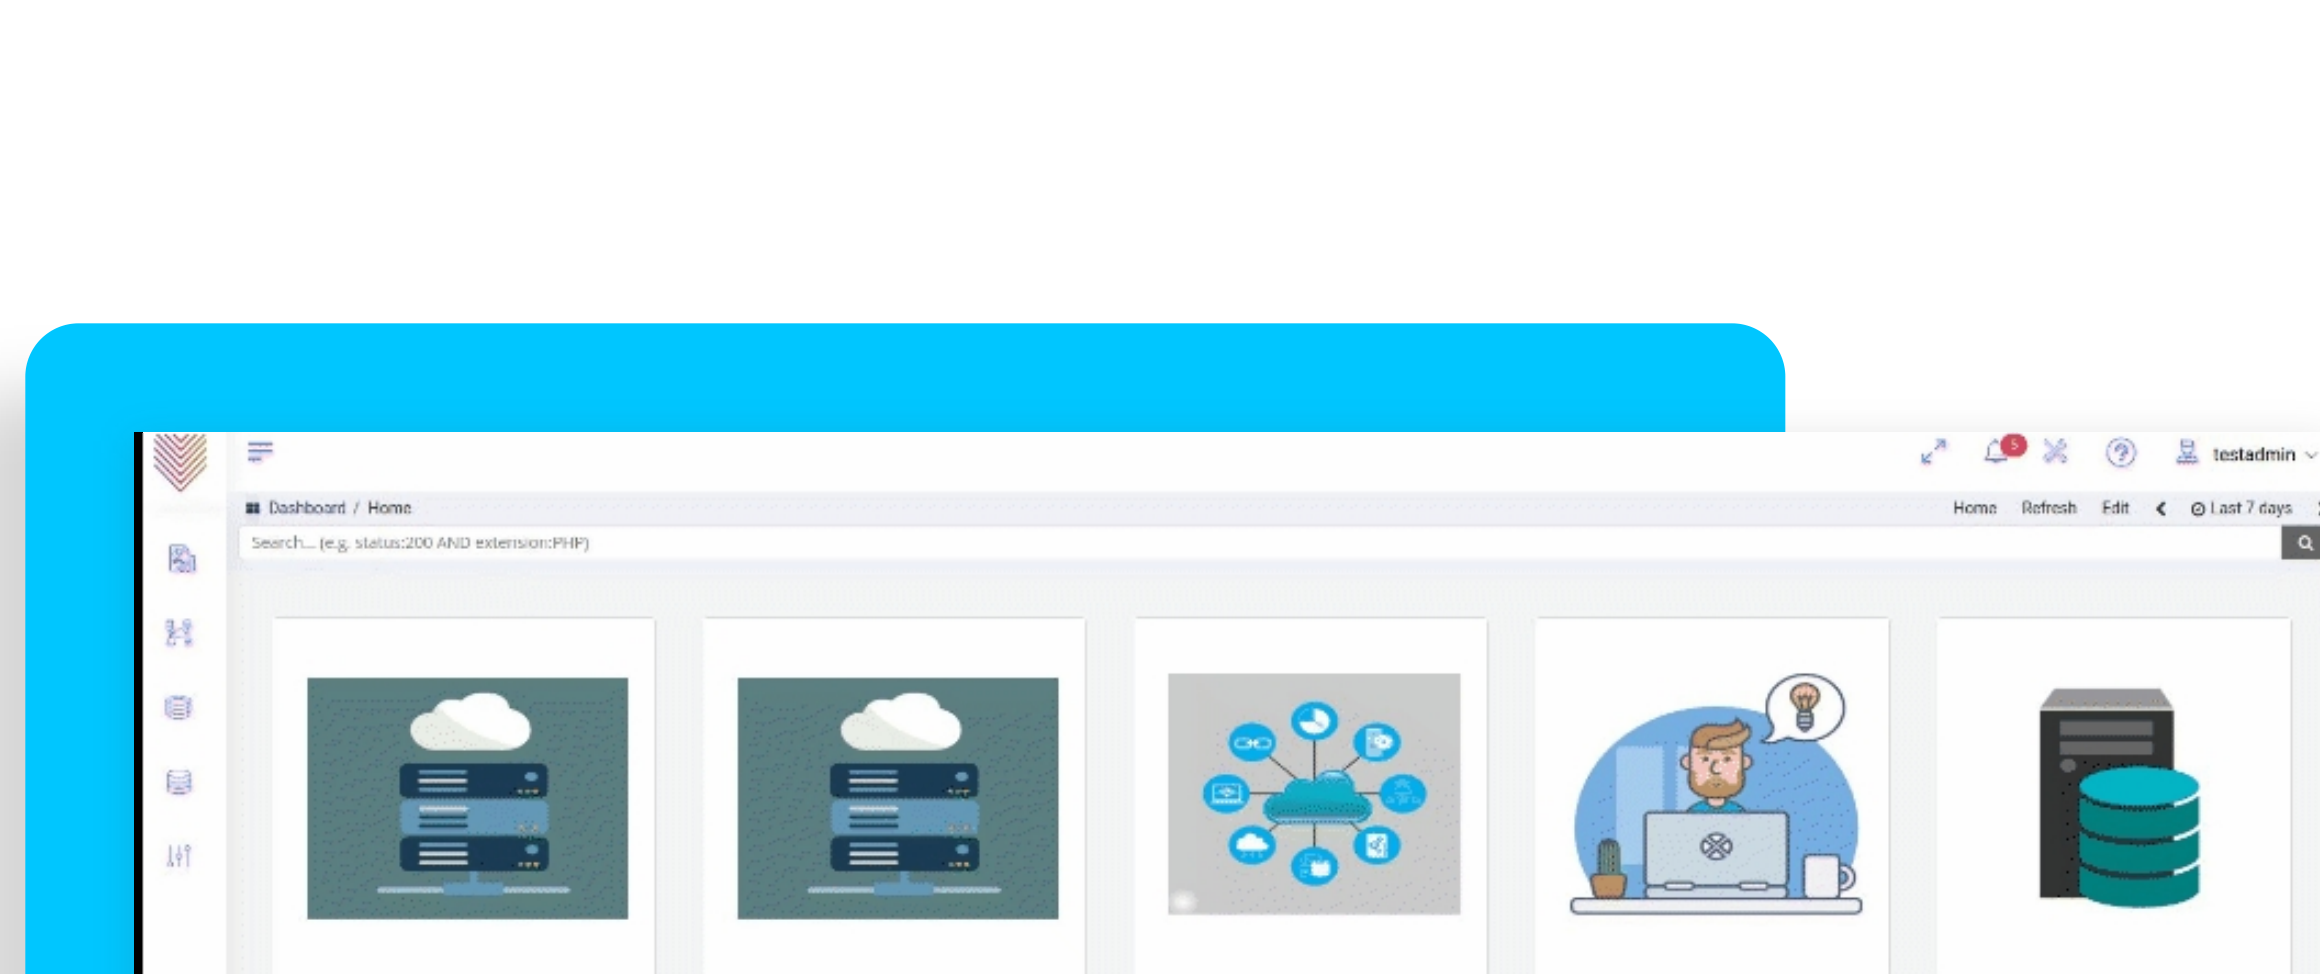 5
testadmin
Dashboard / Home
Home Refresh Edit Last 7 days
Search... (e.g. status:200 AND extension:PHP)